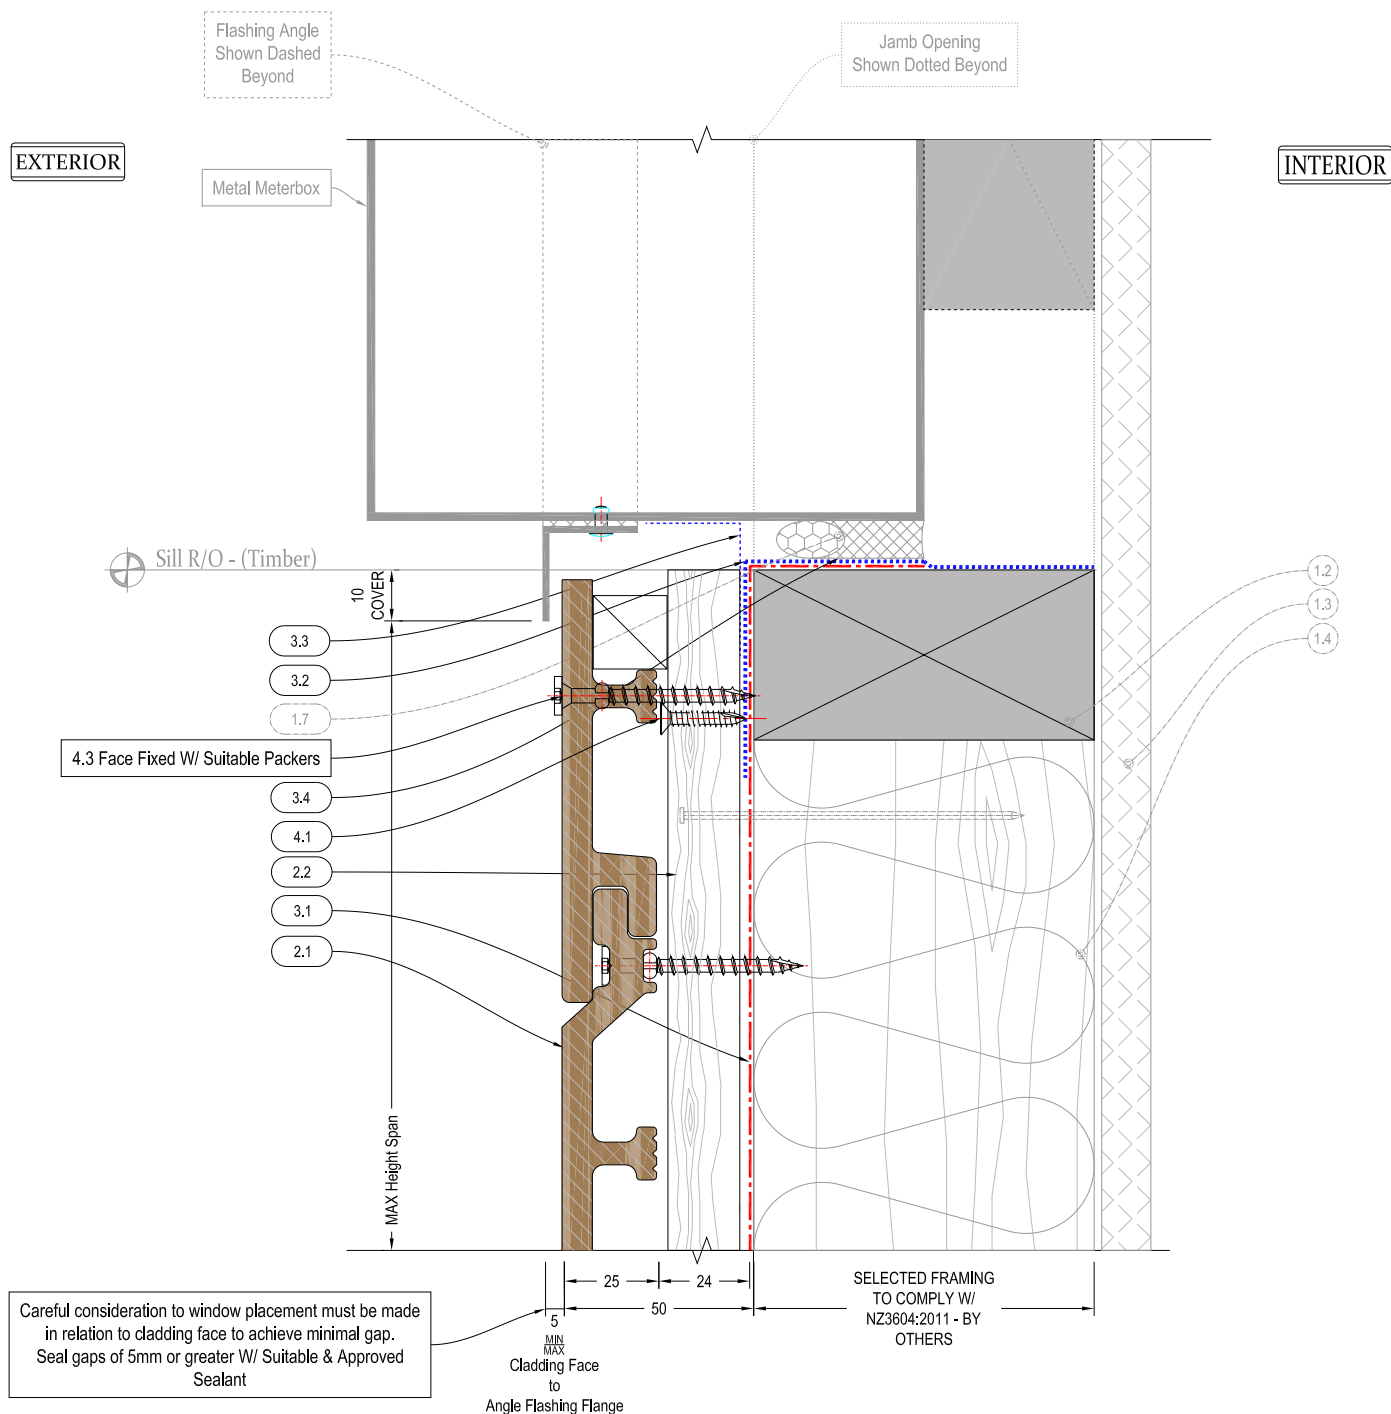 Flashing Angle
Shown Dashed
Beyond
Jamb Opening
Shown Dotted Beyond
EXTERIOR
INTERIOR
Metal Meterbox
Sill R/O - (Timber)
10
COVER
1.2
1.3
1.4
3.3
3.2
1.7
4.3 Face Fixed W/ Suitable Packers
3.4
4.1
2.2
3.1
2.1
MAX Height Span
25
24
50
5
MIN
MAX
Cladding Face
to
Angle Flashing Flange
SELECTED FRAMING
TO COMPLY W/
NZ3604:2011 - BY
OTHERS
Careful consideration to window placement must be made
in relation to cladding face to achieve minimal gap.
Seal gaps of 5mm or greater W/ Suitable & Approved
Sealant